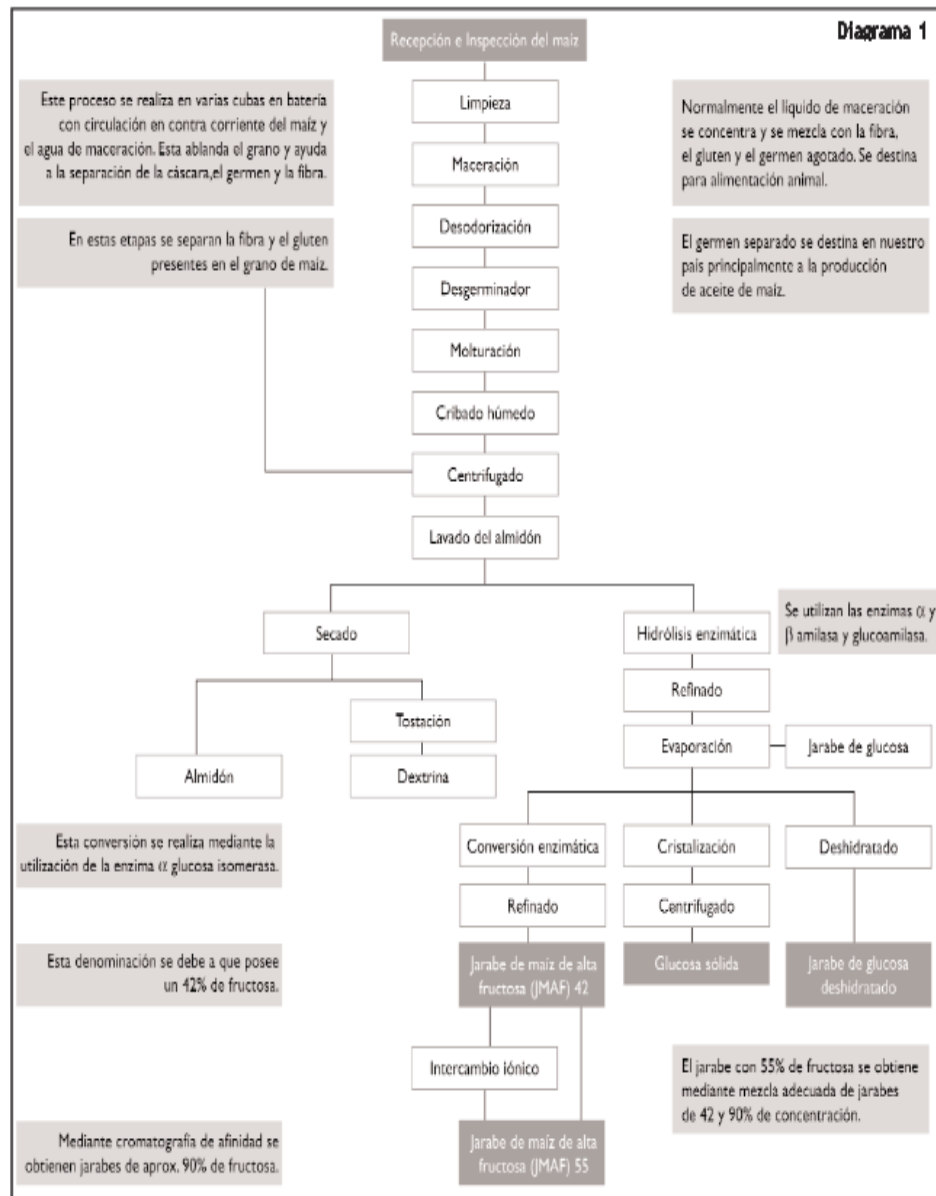 Diagrama 1
Recepción e Inspección del maíz
Este proceso se realiza en varias cubas en batería
con circulación en contra corriente del maíz y
el agua de maceración. Esta ablanda el grano y ayuda
a la separación de la cáscara,el germen y la fibra.
Limpieza
Normalmente el líquido de maceración
se concentra y se mezcla con la fibra,
el gluten y el germen agotado. Se destina
para alimentación animal.
Maceración
Desodorización
En estas etapas se separan la fibra y el gluten
presentes en el grano de maíz.
El germen separado se destina en nuestro
país principalmente a la producción
de aceite de maíz.
Desgerminador
Molturación
Cribado húmedo
Centrifugado
Lavado del almidón
Secado
Hidrólisis enzimática
Se utilizan las enzimas α y
β amilasa y glucoamilasa.
Refinado
Tostación
Evaporación
Jarabe de glucosa
Almidón
Dextrina
Esta conversión se realiza mediante la
utilización de la enzima α glucosa isomerasa.
Conversión enzimática
Cristalización
Deshidratado
Refinado
Centrifugado
Esta denominación se debe a que posee
un 42% de fructosa.
Jarabe de maíz de alta
fructosa (JMAF) 42
Glucosa sólida
Jarabe de glucosa
deshidratado
Intercambio iónico
El jarabe con 55% de fructosa se obtiene
mediante mezcla adecuada de jarabes
de 42 y 90% de concentración.
Mediante cromatografía de afinidad se
obtienen jarabes de aprox. 90% de fructosa.
Jarabe de maíz de alta
fructosa (JMAF) 55